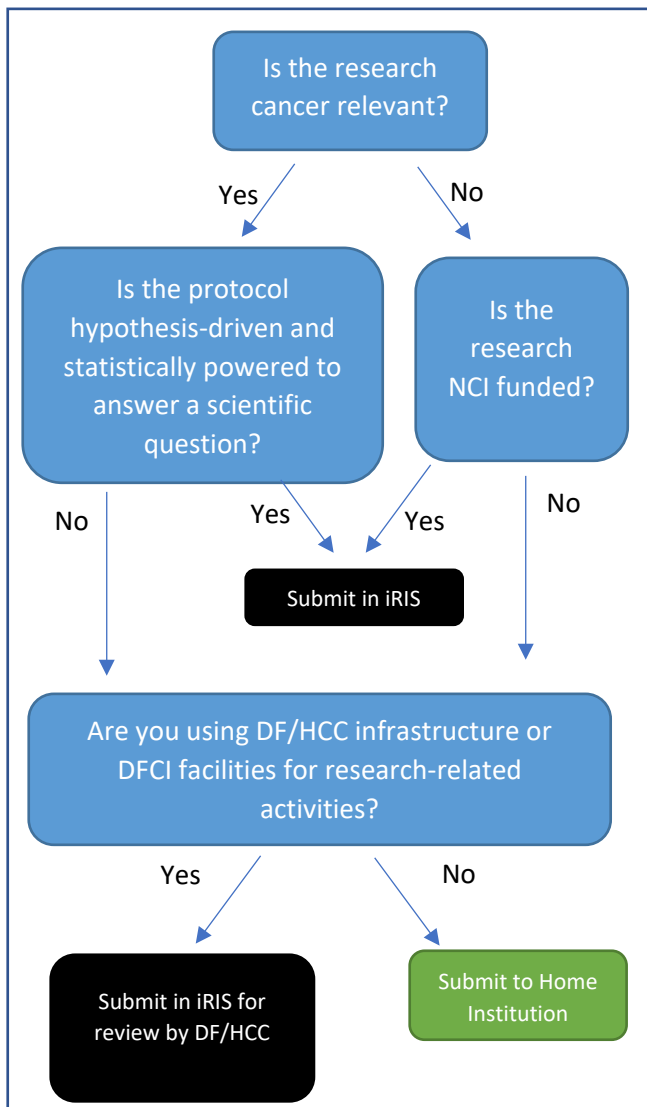 Is the research
cancer relevant?
Yes
No
Is the protocol
hypothesis-driven and
statistically powered to
answer a scientific
question?
Is the
research
NCI funded?
No
Yes
Yes
No
Submit in iRIS
Are you using DF/HCC infrastructure or
DFCI facilities for research-related
activities?
Yes
No
Submit in iRIS for
review by DF/HCC
Submit to Home
Institution